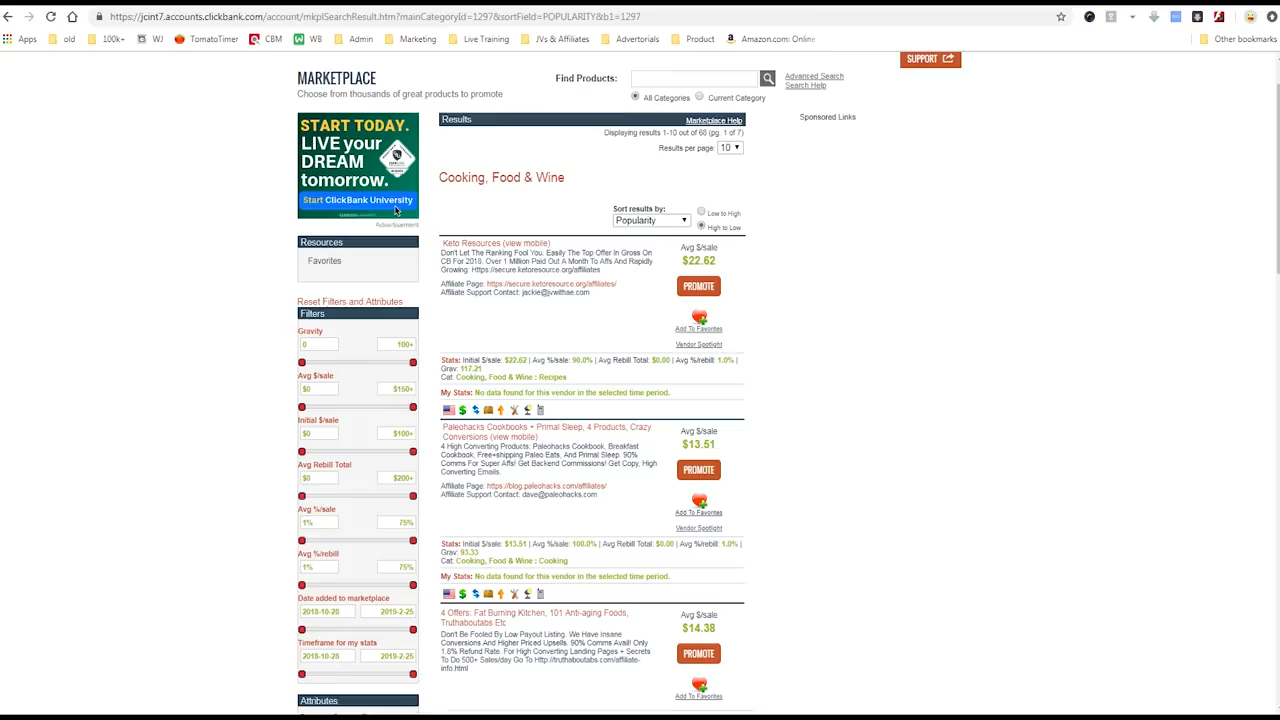 https://jcint7.accounts.clickbank.com/account/mkplSearchResult.htm?mainCategoryId=1297&sortField=POPULARITY&b1=1297
Apps old 100k+ WJ TomatoTimer CBM WB Admin Marketing Live Training JVs & Affiliates Advertorials Product Amazon.com: Onlin Other bookmarks
SUPPORT
MARKETPLACE
Choose from thousands of great products to promote
Find Products:
Advanced Search
Search Help
All Categories Current Category
START TODAY.
LIVE your
DREAM
tomorrow.
Start ClickBank University
Advertisement
Resources
Favorites
Reset Filters and Attributes
Filters
Gravity
0 100+
Avg $/sale
$0 $150+
Initial $/sale
$0 $100+
Avg Rebill Total
$0 $200+
Avg %/sale
1% 75%
Avg %/rebill
1% 75%
Date added to marketplace
2018-10-28 2019-2-25
Timeframe for my stats
2018-10-28 2019-2-25
Attributes
Results Marketplace Help
Displaying results 1-10 out of 68 (pg. 1 of 7)
Results per page: 10
Cooking, Food & Wine
Sort results by:
Popularity
Low to High
High to Low
Keto Resources (view mobile)
Don't Let The Ranking Fool You. Easily The Top Offer In Gross On
CB For 2018. Over 1 Million Paid Out A Month To Affs And Rapidly
Growing: Https://secure.ketoresource.org/affiliates
Affiliate Page: https://secure.ketoresource.org/affiliates/
Affiliate Support Contact: jackie@jvwithae.com
Avg $/sale
$22.62
PROMOTE
Add To Favorites
Vendor Spotlight
Stats: Initial $/sale: $22.62 | Avg %/sale: 90.0% | Avg Rebill Total: $0.00 | Avg %/rebill: 1.0% |
Grav: 117.21
Cat: Cooking, Food & Wine : Recipes
My Stats: No data found for this vendor in the selected time period.
Paleohacks Cookbooks + Primal Sleep, 4 Products, Crazy
Conversions (view mobile)
4 High Converting Products: Paleohacks Cookbook, Breakfast
Cookbook, Free+shipping Paleo Eats, And Primal Sleep. 90%
Comms For Super Affs! Get Backend Commissions! Get Copy, High
Converting Emails.
Affiliate Page: https://blog.paleohacks.com/affiliates/
Affiliate Support Contact: dave@paleohacks.com
Avg $/sale
$13.51
PROMOTE
Add To Favorites
Vendor Spotlight
Stats: Initial $/sale: $13.51 | Avg %/sale: 100.0% | Avg Rebill Total: $0.00 | Avg %/rebill: 1.0% |
Grav: 93.33
Cat: Cooking, Food & Wine : Cooking
My Stats: No data found for this vendor in the selected time period.
4 Offers: Fat Burning Kitchen, 101 Anti-aging Foods,
Truthaboutabs Etc
Don't Be Fooled By Low Payout Listing. We Have Insane
Conversions And Higher Priced Upsells. 90% Comms Avail! Only
1.8% Refund Rate. For High Converting Landing Pages + Secrets
To Do 500+ Sales/day Go To Http://truthaboutabs.com/affiliate-
info.html
Avg $/sale
$14.38
PROMOTE
Add To Favorites
Sponsored Links